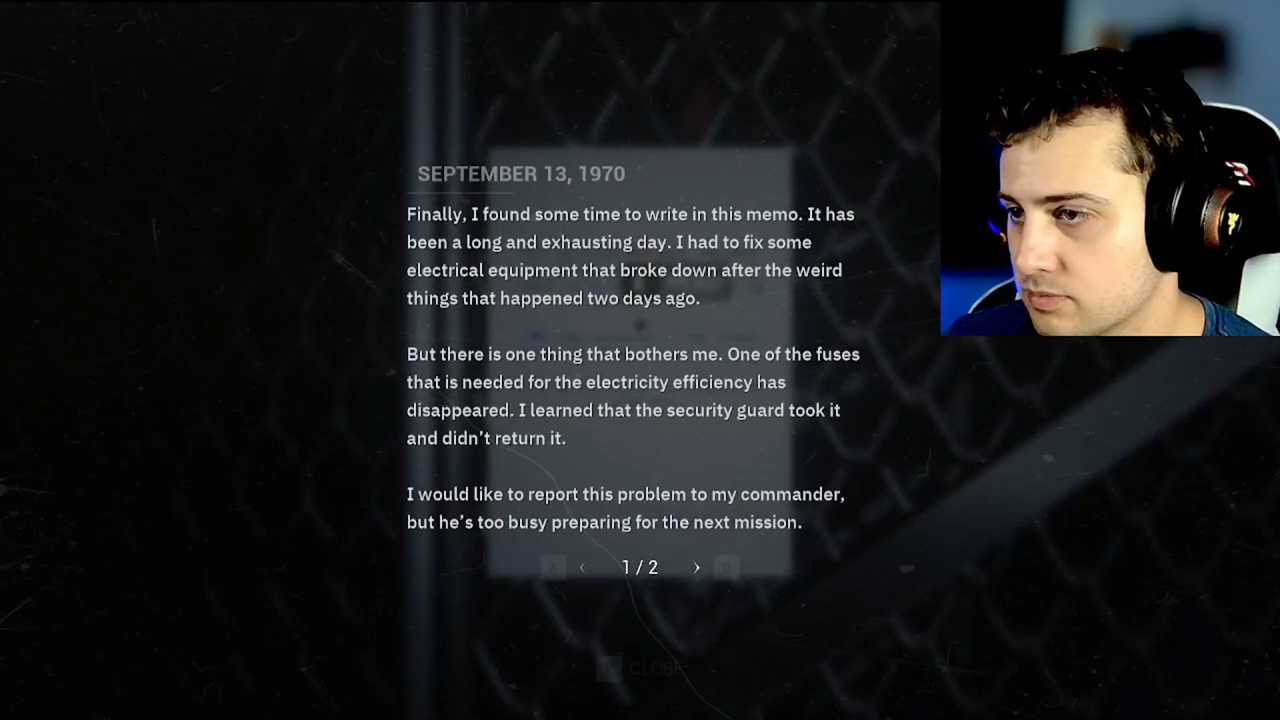 SEPTEMBER 13, 1970
Finally, I found some time to write in this memo. It has
been a long and exhausting day. I had to fix some
electrical equipment that broke down after the weird
things that happened two days ago.
But there is one thing that bothers me. One of the fuses
that is needed for the electricity efficiency has
disappeared. I learned that the security guard took it
and didn’t return it.
I would like to report this problem to my commander,
but he’s too busy preparing for the next mission.
A ‹ 1 / 2 ›
CLOSE